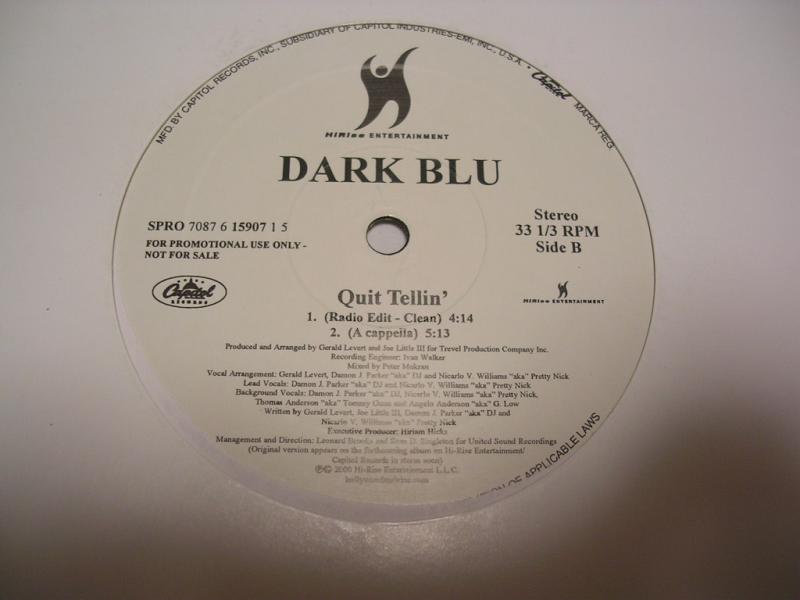 MFD. BY CAPITOL RECORDS, INC., SUBSIDIARY OF CAPITOL INDUSTRIES-EMI, INC., U.S.A. • Capitol MARCA REG.
HiRise ENTERTAINMENT
DARK BLU
SPRO 7087 6 15907 1 5
FOR PROMOTIONAL USE ONLY -
NOT FOR SALE
Stereo
33 1/3 RPM
Side B
Capitol
RECORDS
HiRise ENTERTAINMENT
Quit Tellin'
1. (Radio Edit - Clean) 4:14
2. (A cappella) 5:13
Produced and Arranged by Gerald Levert and Joe Little III for Trevel Production Company Inc.
Recording Engineer: Ivan Walker
Mixed by Peter Mokran
Vocal Arrangement: Gerald Levert, Damon J. Parker "aka" DJ and Nicarlo V. Williams "aka" Pretty Nick
Lead Vocals: Damon J. Parker "aka" DJ and Nicarlo V. Williams "aka" Pretty Nick
Background Vocals: Damon J. Parker "aka" DJ, Nicarlo V. Williams "aka" Pretty Nick,
Thomas Anderson "aka" Tommy Gunn and Angelo Anderson "aka" G. Low
Written by Gerald Levert, Joe Little III, Damon J. Parker "aka" DJ and
Nicarlo V. Williams "aka" Pretty Nick
Executive Producer: Hiriam Hicks
Management and Direction: Leonard Brooks and Sean D. Singleton for United Sound Recordings
(Original version appears on the forthcoming album on Hi-Rise Entertainment/
Capitol Records in stores soon)
℗© 2000 Hi-Rise Entertainment L.L.C.
hollywoodandvine.com
OF APPLICABLE LAWS